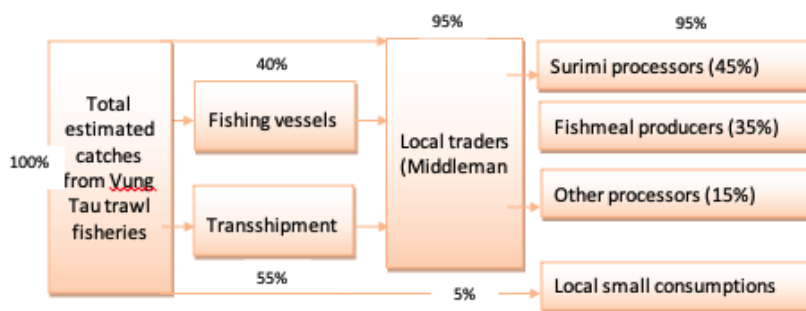 95%
95%
40%
Surimi processors (45%)
Total
estimated
catches
from Vung
Tau trawl
fisheries
100%
Fishing vessels
Local traders
(Middleman
Fishmeal producers (35%)
Other processors (15%)
Transshipment
55%
5%
Local small consumptions